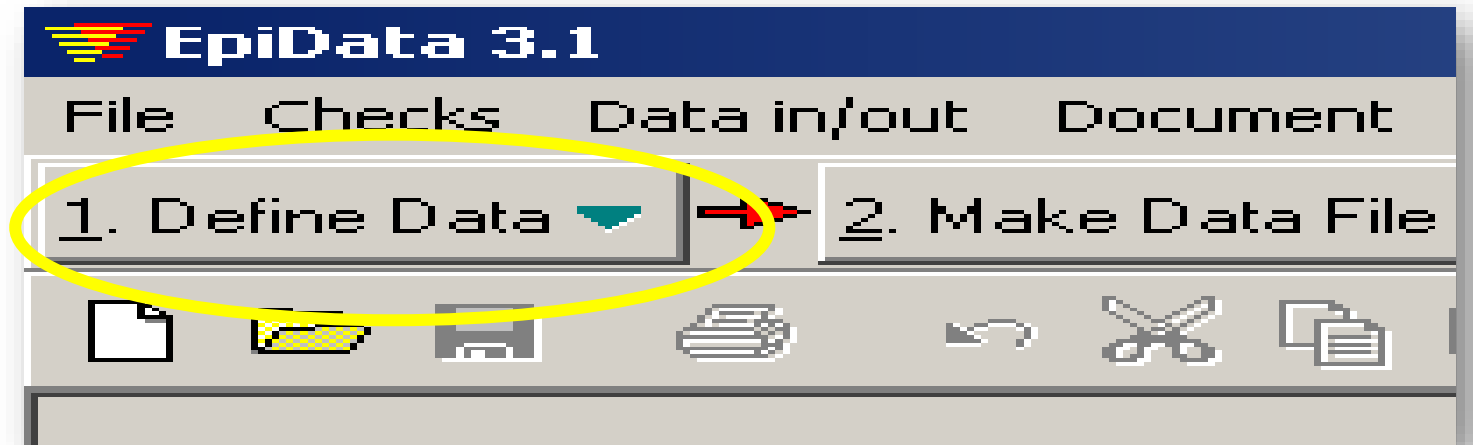 EpiData 3.1
File Checks Data in/out Document
1. Define Data 2. Make Data File